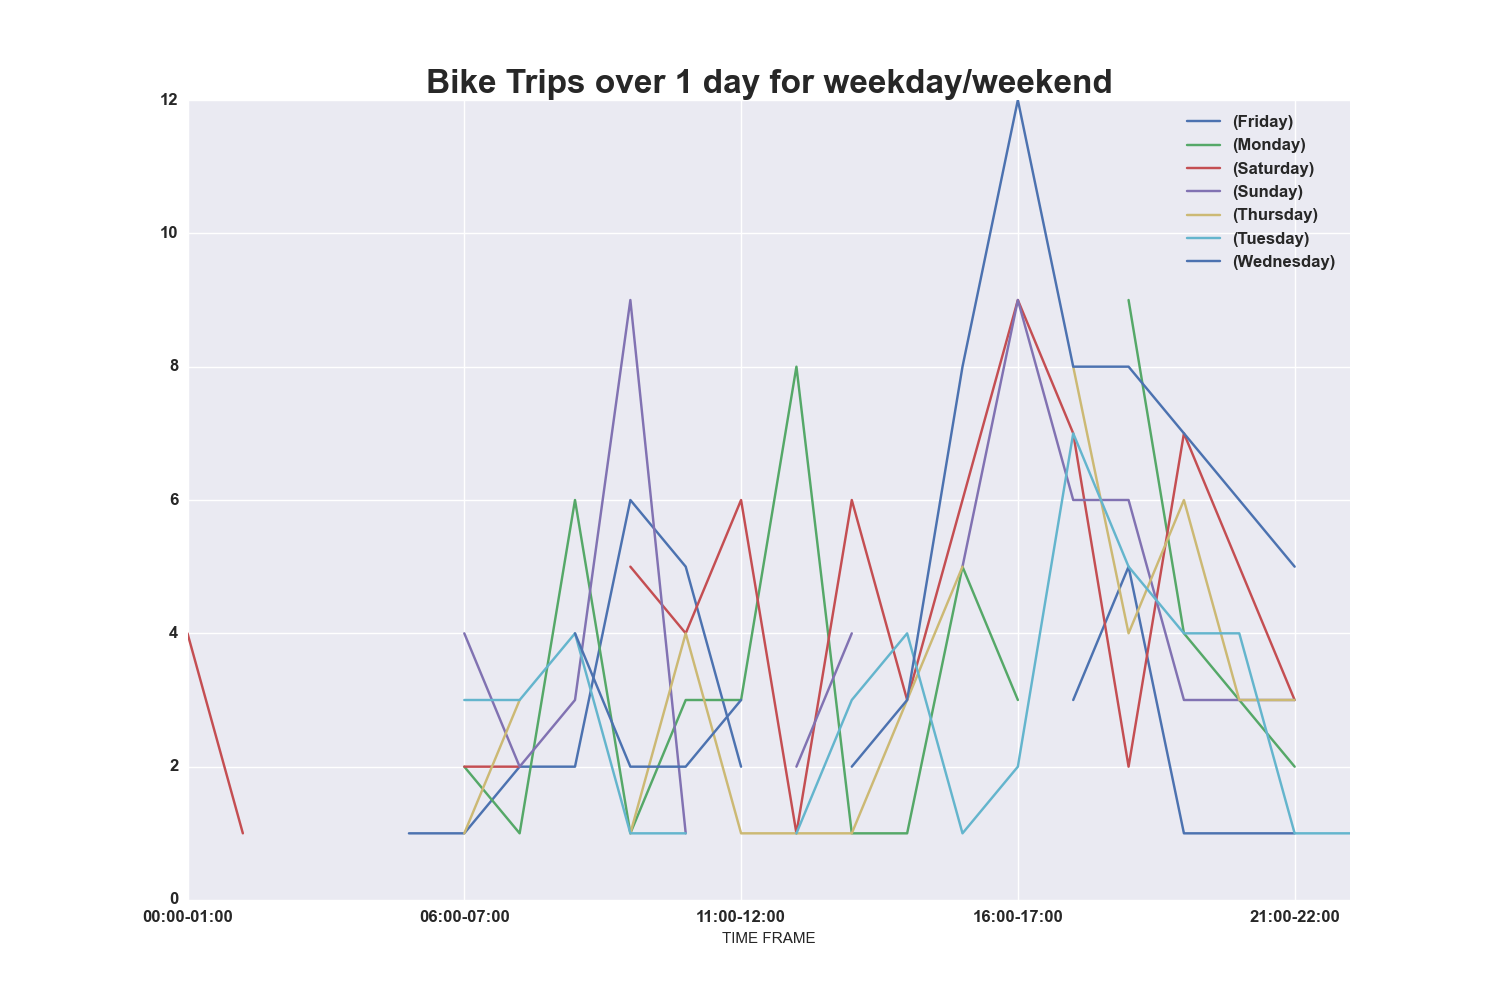 Bike Trips over 1 day for weekday/weekend
12
10
8
6
4
2
0
(Friday)
(Monday)
(Saturday)
(Sunday)
(Thursday)
(Tuesday)
(Wednesday)
00:00-01:00 06:00-07:00 11:00-12:00 16:00-17:00 21:00-22:00
TIME FRAME